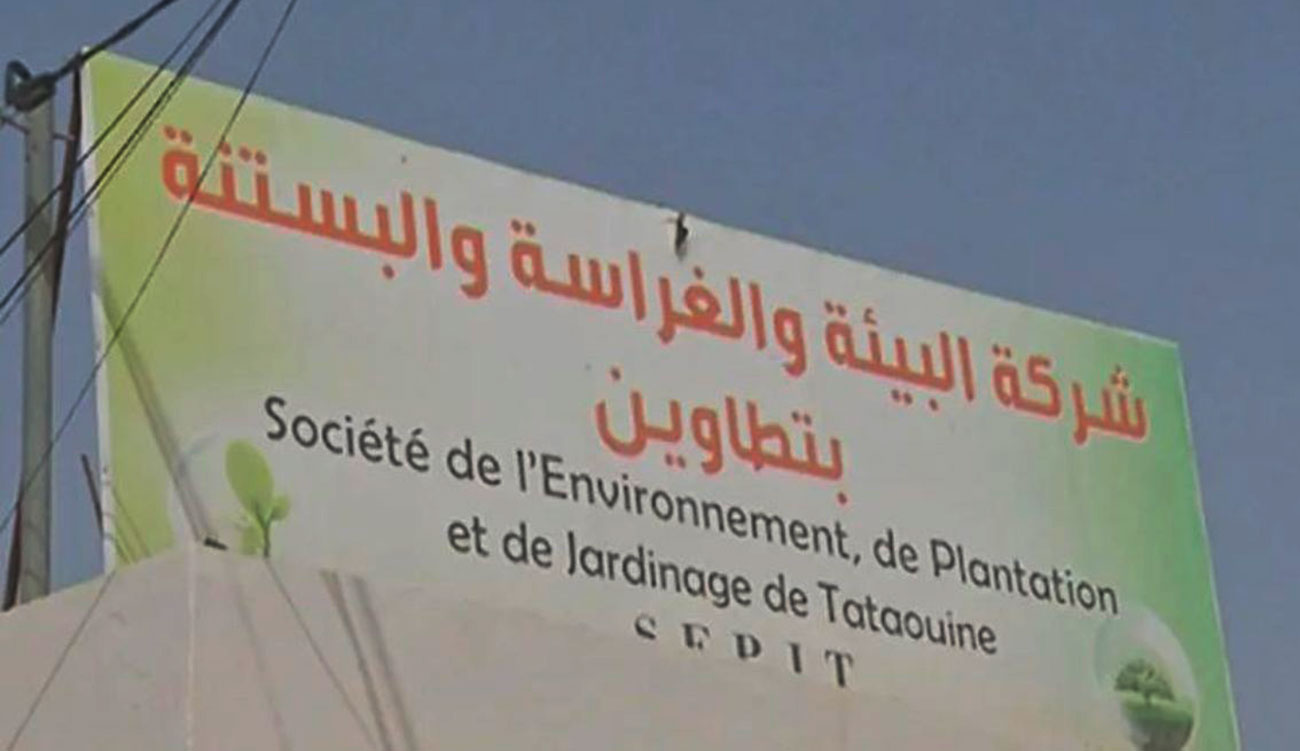 شركة البيئة والغراسة والبستنة
بتطاوين
Société de l'Environnement, de Plantation
et de Jardinage de Tataouine